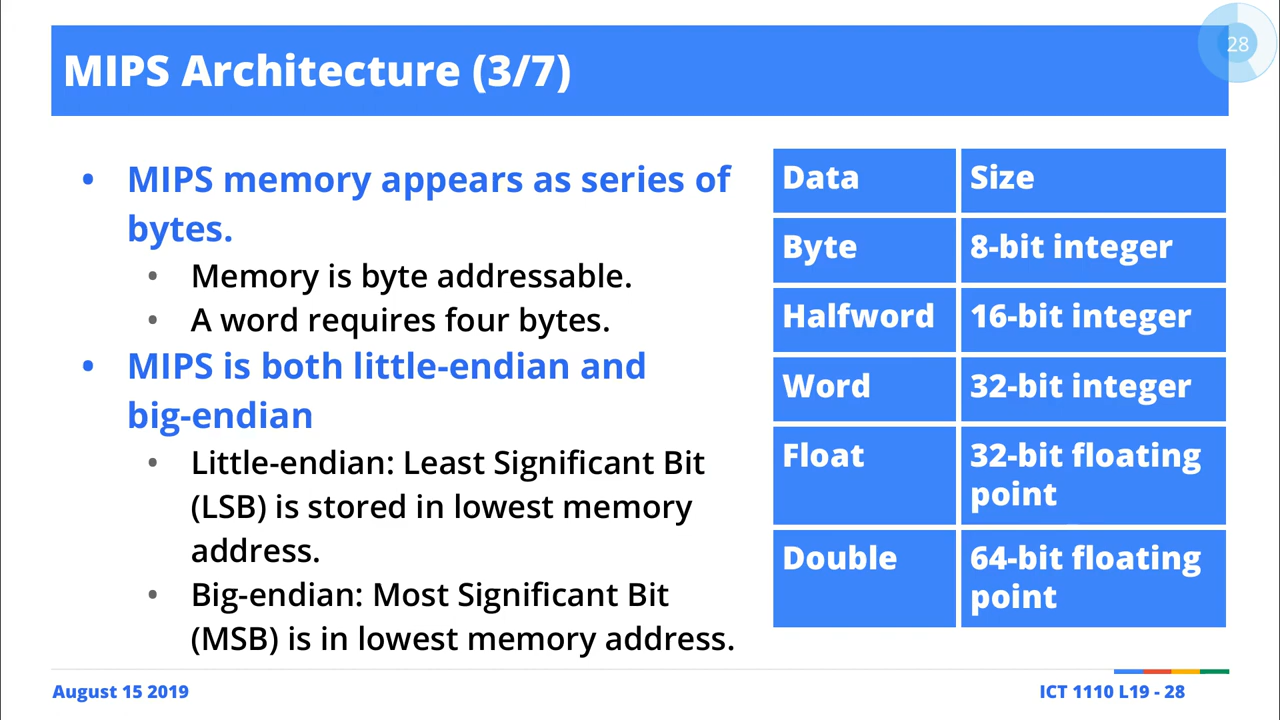 28
MIPS Architecture (3/7)
• MIPS memory appears as series of
bytes.
• Memory is byte addressable.
• A word requires four bytes.
• MIPS is both little-endian and
big-endian
• Little-endian: Least Significant Bit
(LSB) is stored in lowest memory
address.
• Big-endian: Most Significant Bit
(MSB) is in lowest memory address.
Data Size
Byte 8-bit integer
Halfword 16-bit integer
Word 32-bit integer
Float 32-bit floating
point
Double 64-bit floating
point
August 15 2019
ICT 1110 L19 - 28